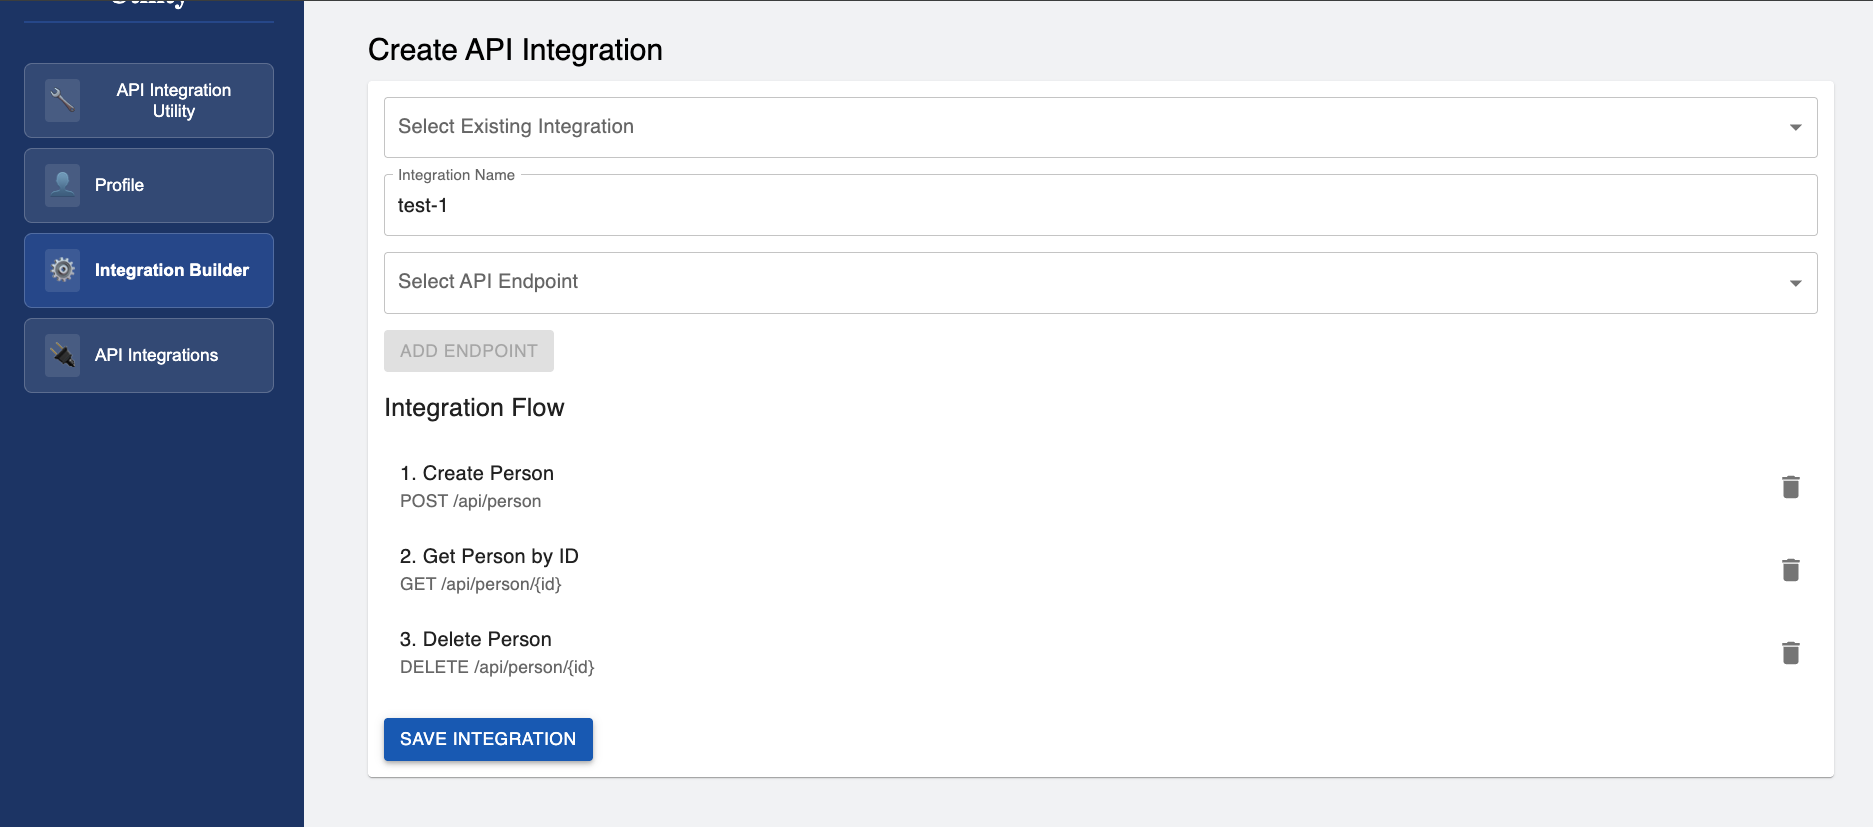 Utility
API Integration
Utility
Profile
Integration Builder
API Integrations
Create API Integration
Select Existing Integration
Integration Name
test-1
Select API Endpoint
ADD ENDPOINT
Integration Flow
1. Create Person
POST /api/person
2. Get Person by ID
GET /api/person/{id}
3. Delete Person
DELETE /api/person/{id}
SAVE INTEGRATION